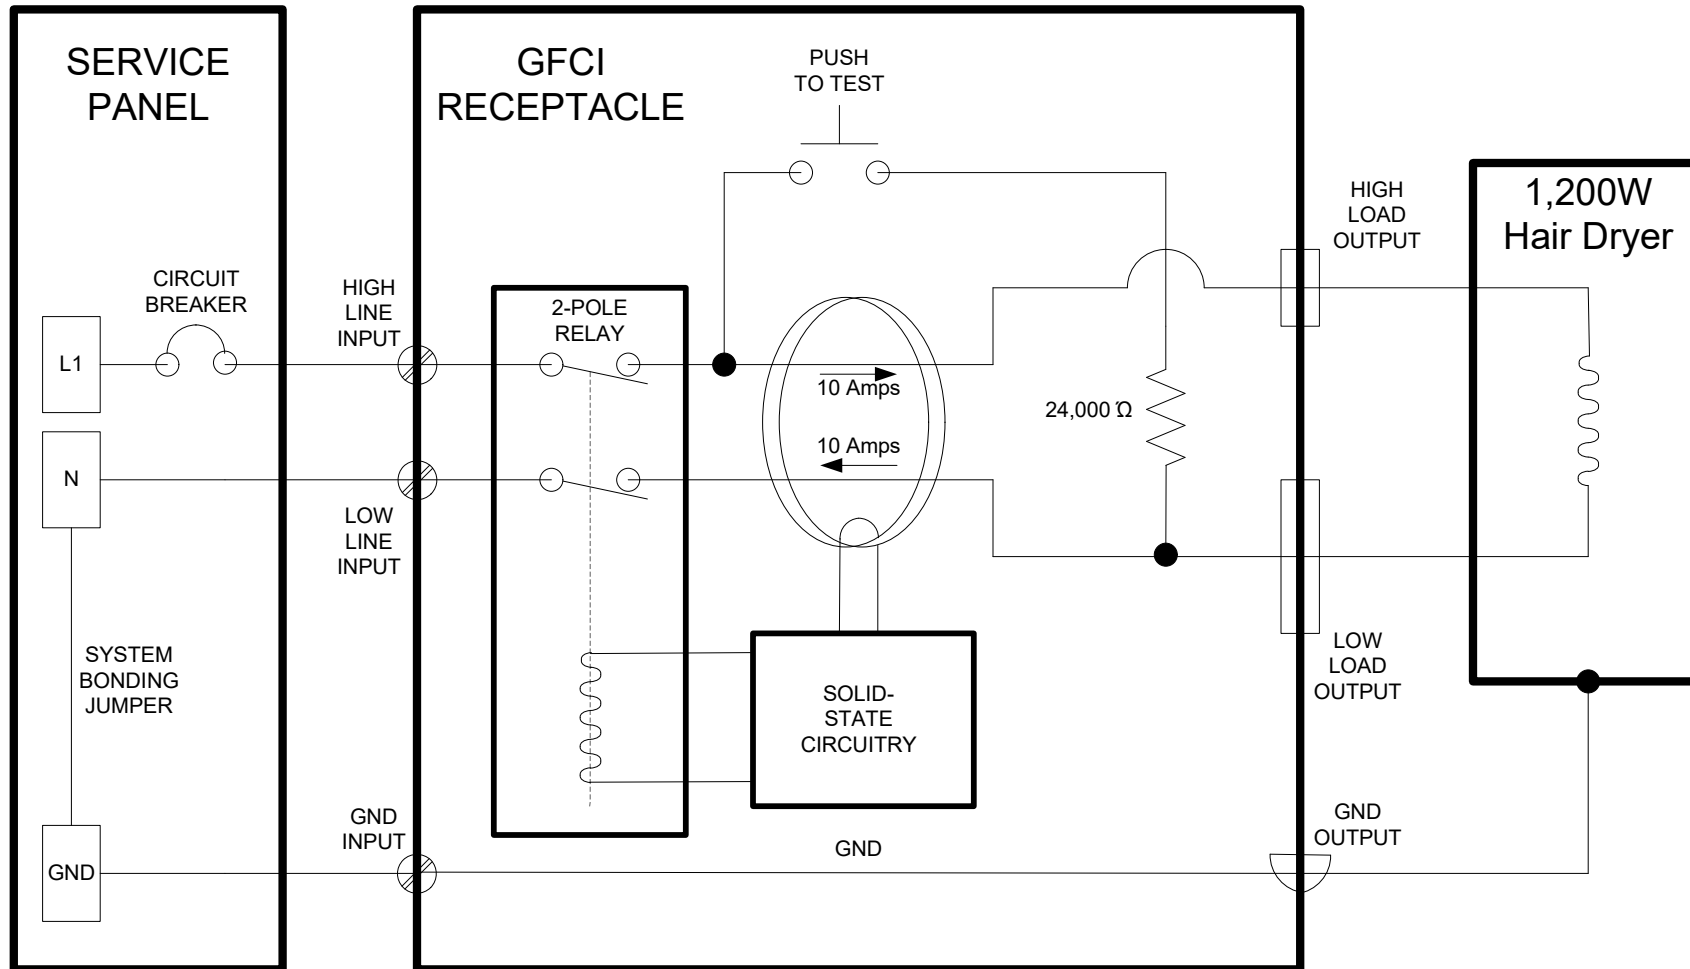 SERVICE
PANEL
GFCI
RECEPTACLE
PUSH
TO TEST
HIGH
LOAD
OUTPUT
1,200W
Hair Dryer
CIRCUIT
BREAKER
HIGH
LINE
INPUT
2-POLE
RELAY
L1
10 Amps
24,000 Ω
10 Amps
N
LOW
LINE
INPUT
SYSTEM
BONDING
JUMPER
SOLID-
STATE
CIRCUITRY
LOW
LOAD
OUTPUT
GND
INPUT
GND
GND
OUTPUT
GND